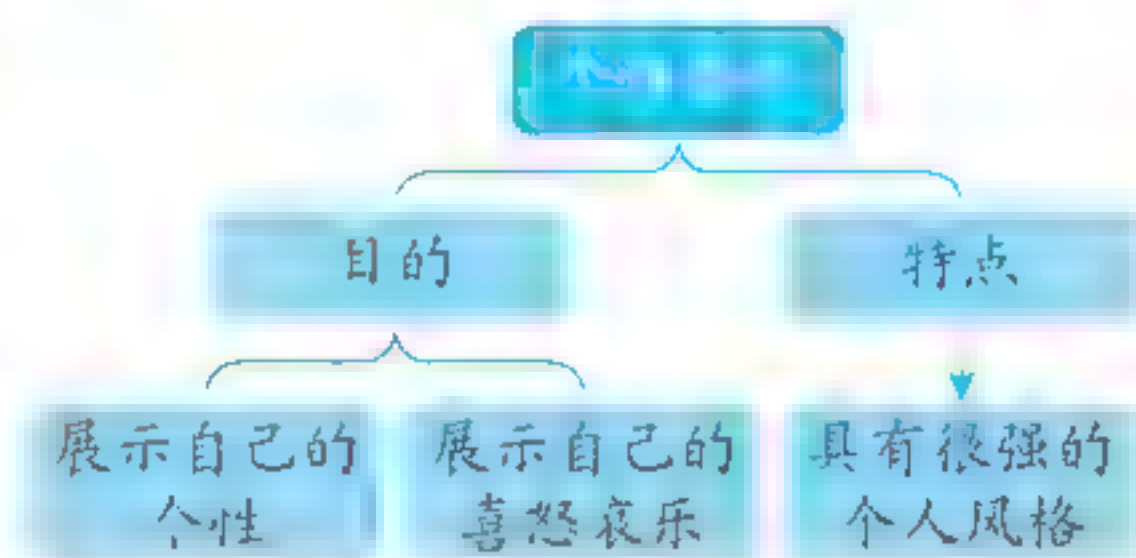 目的
特点
展示自己的
个性
展示自己的
喜怒哀乐
具有很强的
个人风格